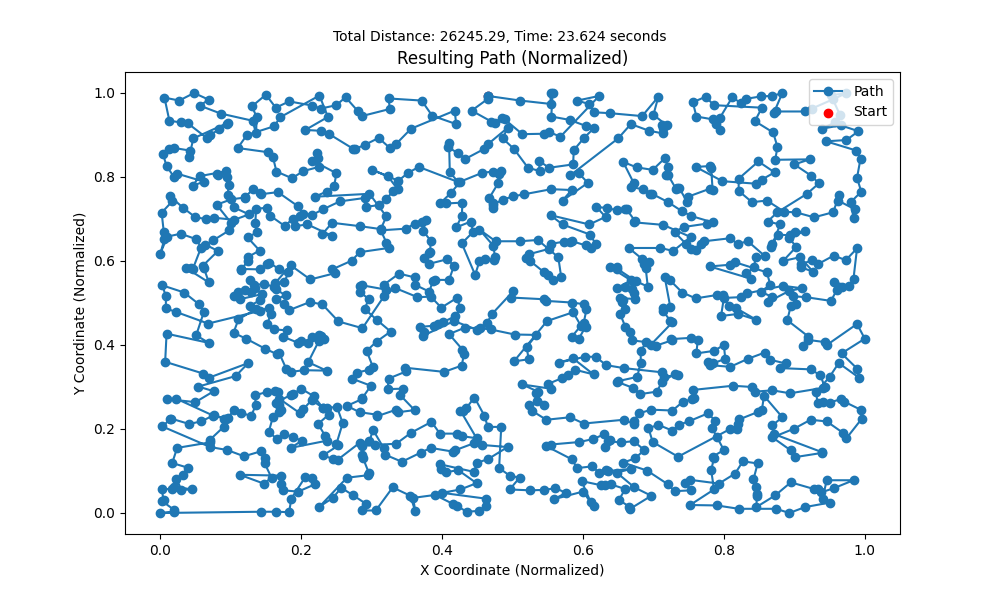 Total Distance: 26245.29, Time: 23.624 seconds
Resulting Path (Normalized)
Path
Start
Y Coordinate (Normalized)
1.0
0.8
0.6
0.4
0.2
0.0
0.0 0.2 0.4 0.6 0.8 1.0
X Coordinate (Normalized)